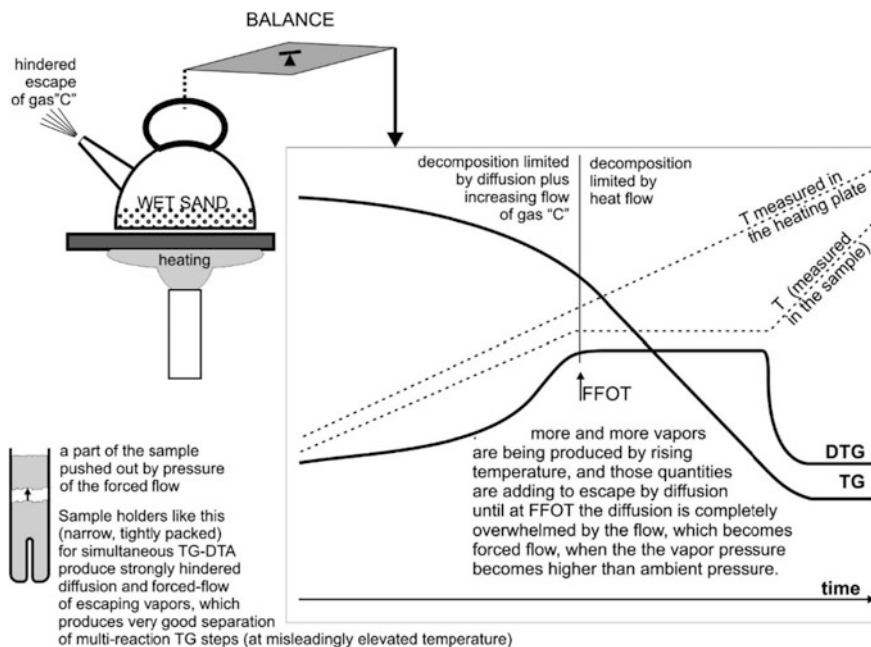 BALANCE
hindered
escape
of gas"C"
WET SAND
heating
decomposition limited
by diffusion plus
increasing flow
of gas “C”
decomposition
limited by
heat flow
T measured in
the heating plate
T (measured
in the sample)
FFOT
more and more vapors
are being produced by rising
temperature, and those quantities
are adding to escape by diffusion
until at FFOT the diffusion is completely
overwhelmed by the flow, which becomes
forced flow, when the the vapor pressure
becomes higher than ambient pressure.
DTG
TG
time
a part of the sample
pushed out by pressure
of the forced flow
Sample holders like this
(narrow, tightly packed)
for simultaneous TG-DTA
produce strongly hindered
diffusion and forced-flow
of escaping vapors, which
produces very good separation
of multi-reaction TG steps (at misleadingly elevated temperature)